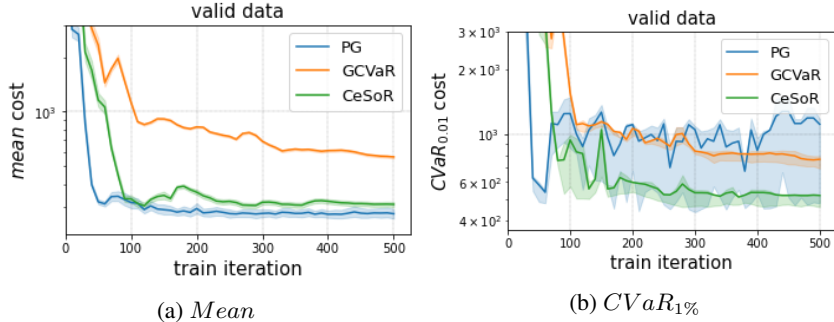 valid data
mean cost
10³
PG
GCVaR
CeSoR
0 100 200 300 400 500
train iteration
(a) Mean
valid data
CVaR₀.₀₁ cost
3 × 10³
10³
6 × 10²
4 × 10²
PG
GCVaR
CeSoR
0 100 200 300 400 500
train iteration
(b) CVaR₁%